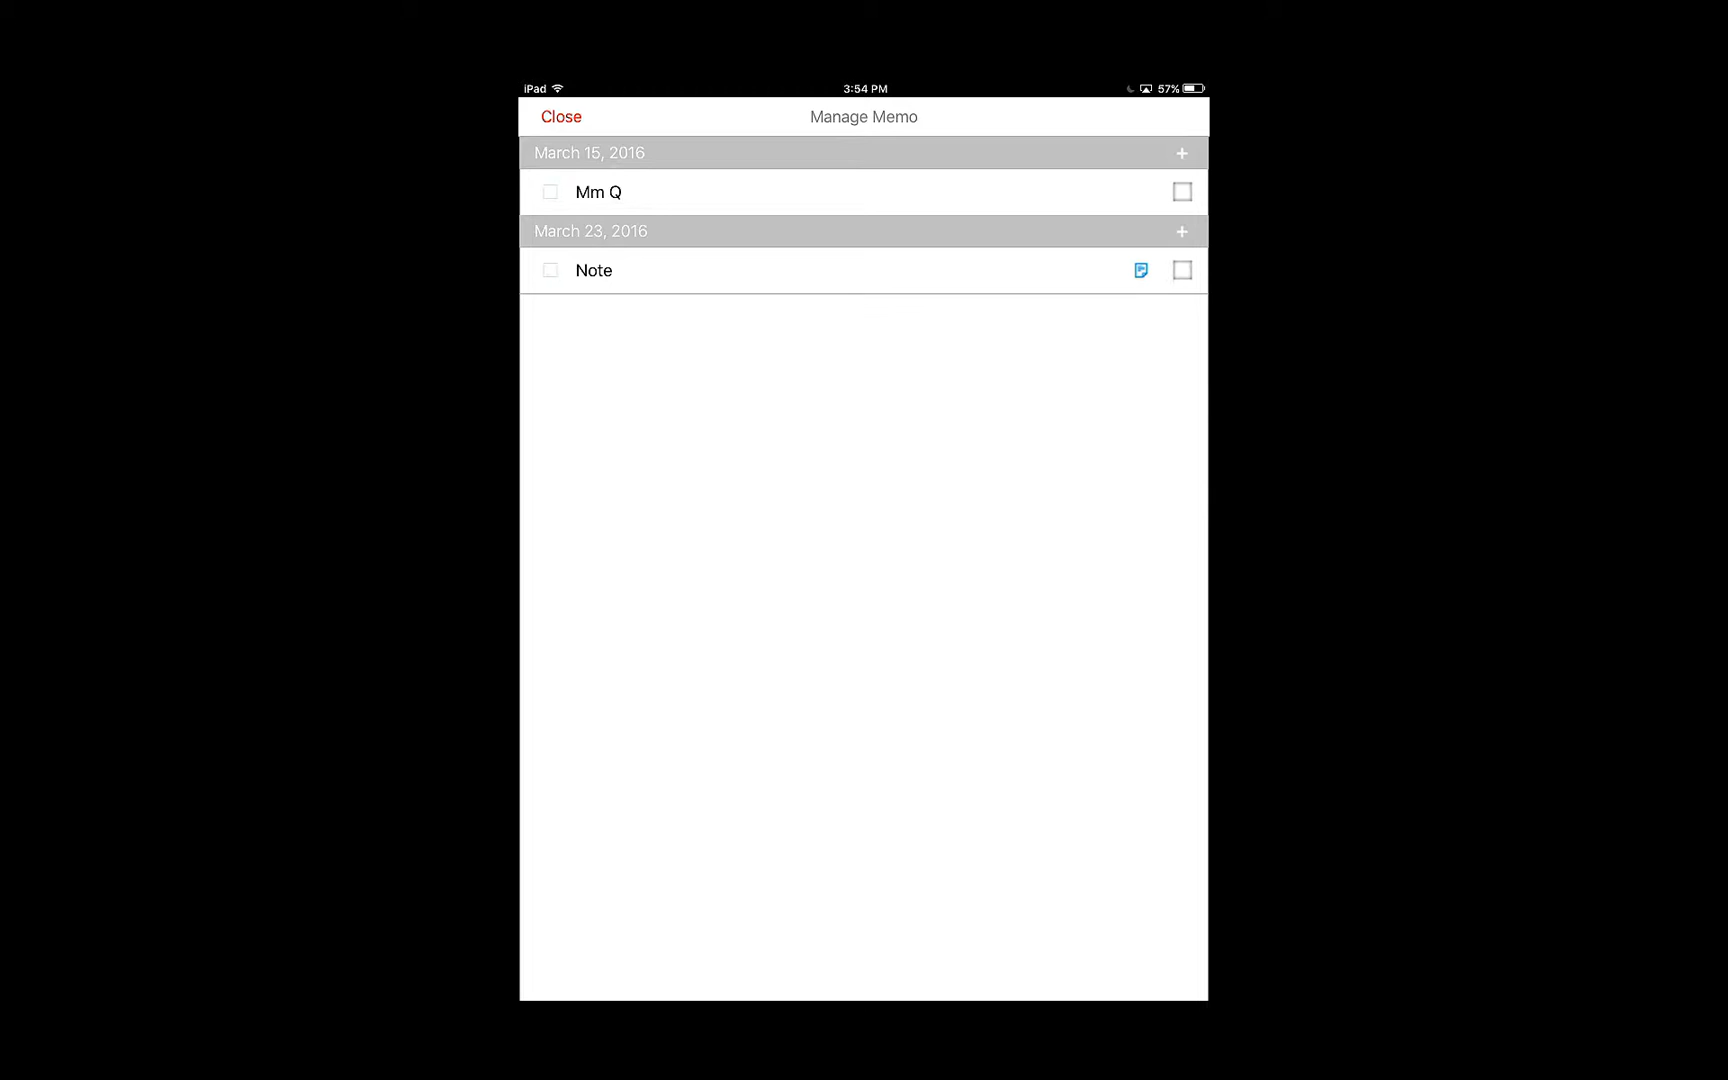 iPad
3:54 PM
57%
Close
Manage Memo
March 15, 2016
+
Mm Q
March 23, 2016
+
Note